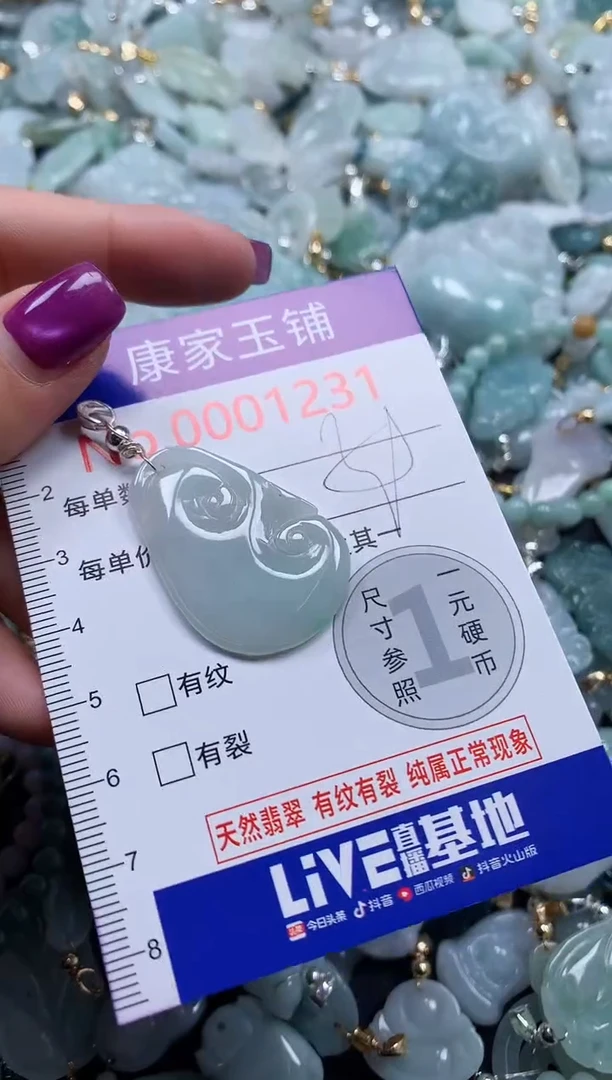 康家玉铺
No.0001231
每单数
每单价
其一
2
3
4
5
6
7
8
一元硬币
尺寸参照
1
有纹
有裂
天然翡翠 有纹有裂 纯属正常现象
LiVE直播基地
头条 今日头条 抖音 西瓜视频 抖音火山版